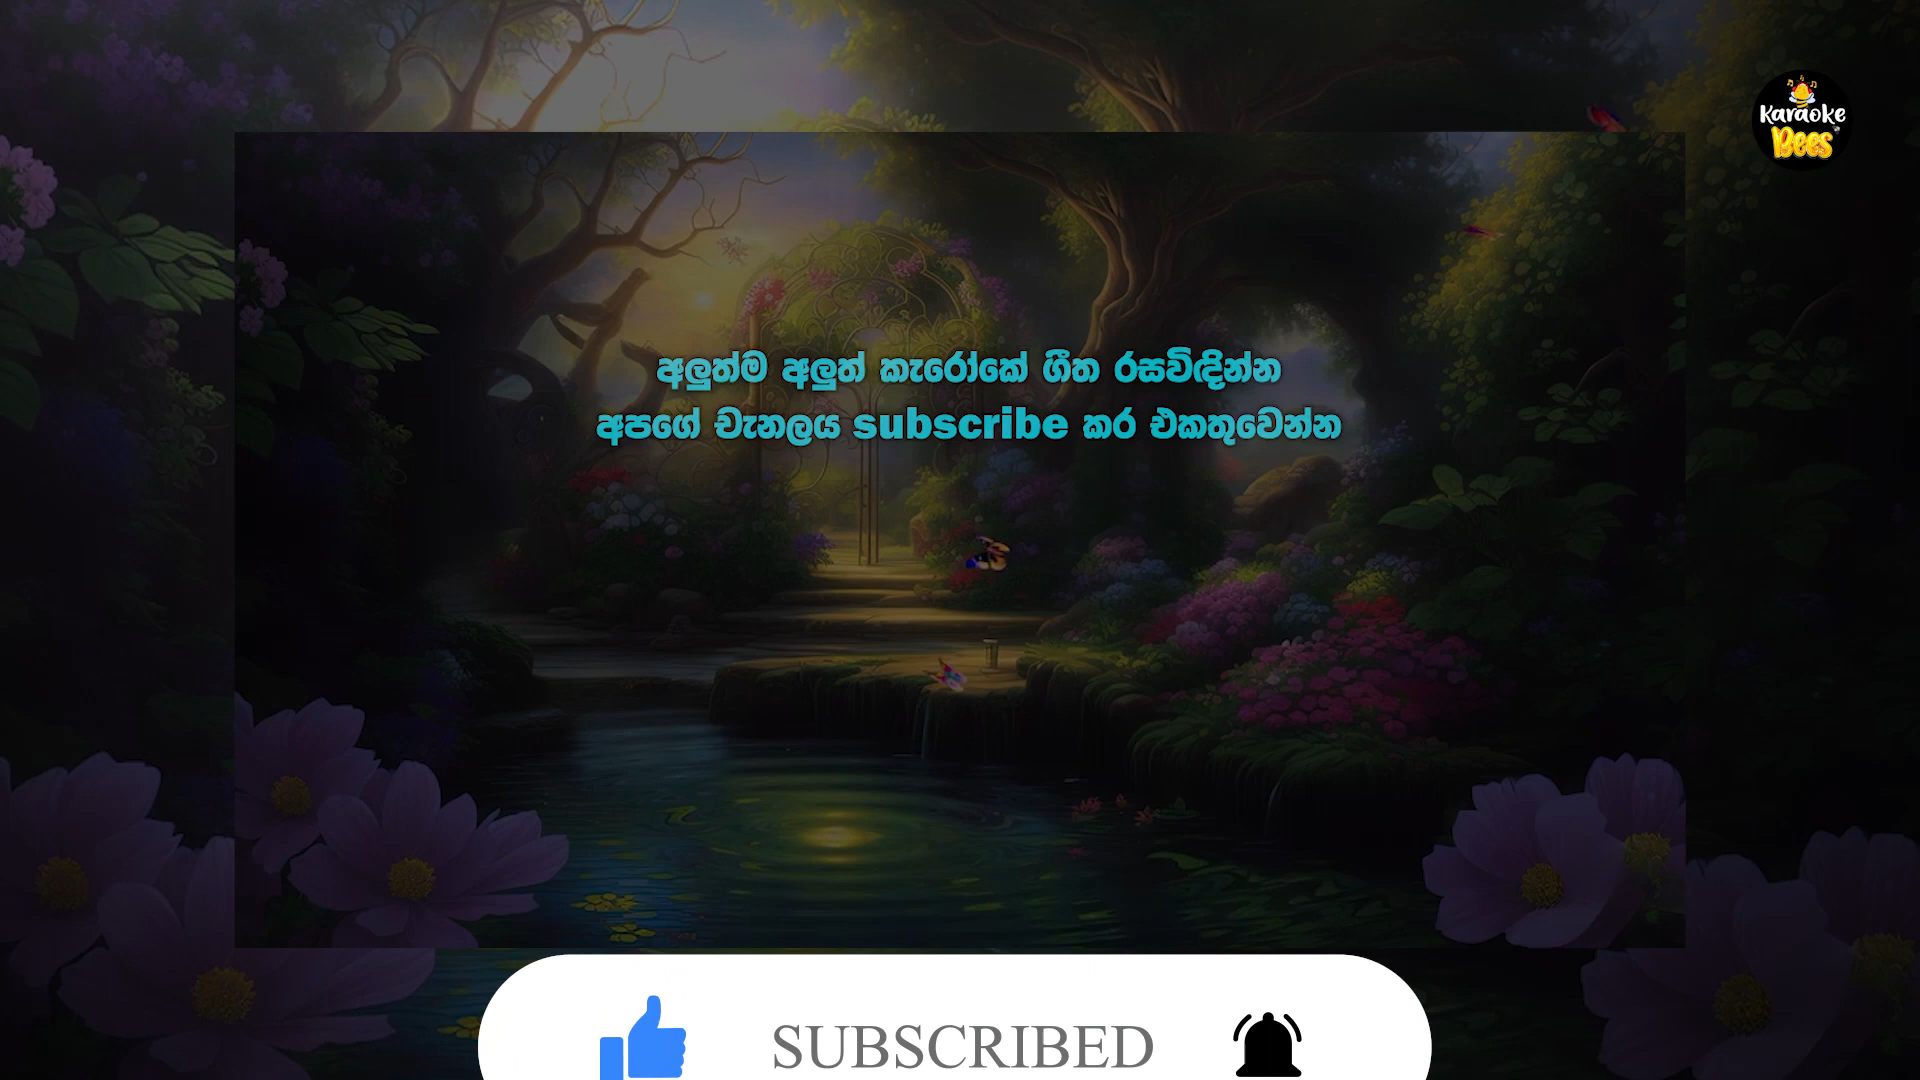 Karaoke
Bees
අලුත්ම අලුත් කැරෝකේ ගීත රසවිඳින්න
අපගේ චැනලය subscribe කර එකතුවෙන්න
SUBSCRIBED